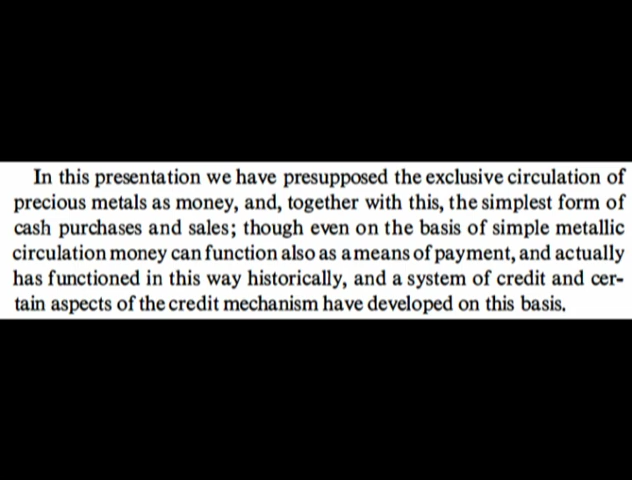 In this presentation we have presupposed the exclusive circulation of
precious metals as money, and, together with this, the simplest form of
cash purchases and sales; though even on the basis of simple metallic
circulation money can function also as a means of payment, and actually
has functioned in this way historically, and a system of credit and cer-
tain aspects of the credit mechanism have developed on this basis.